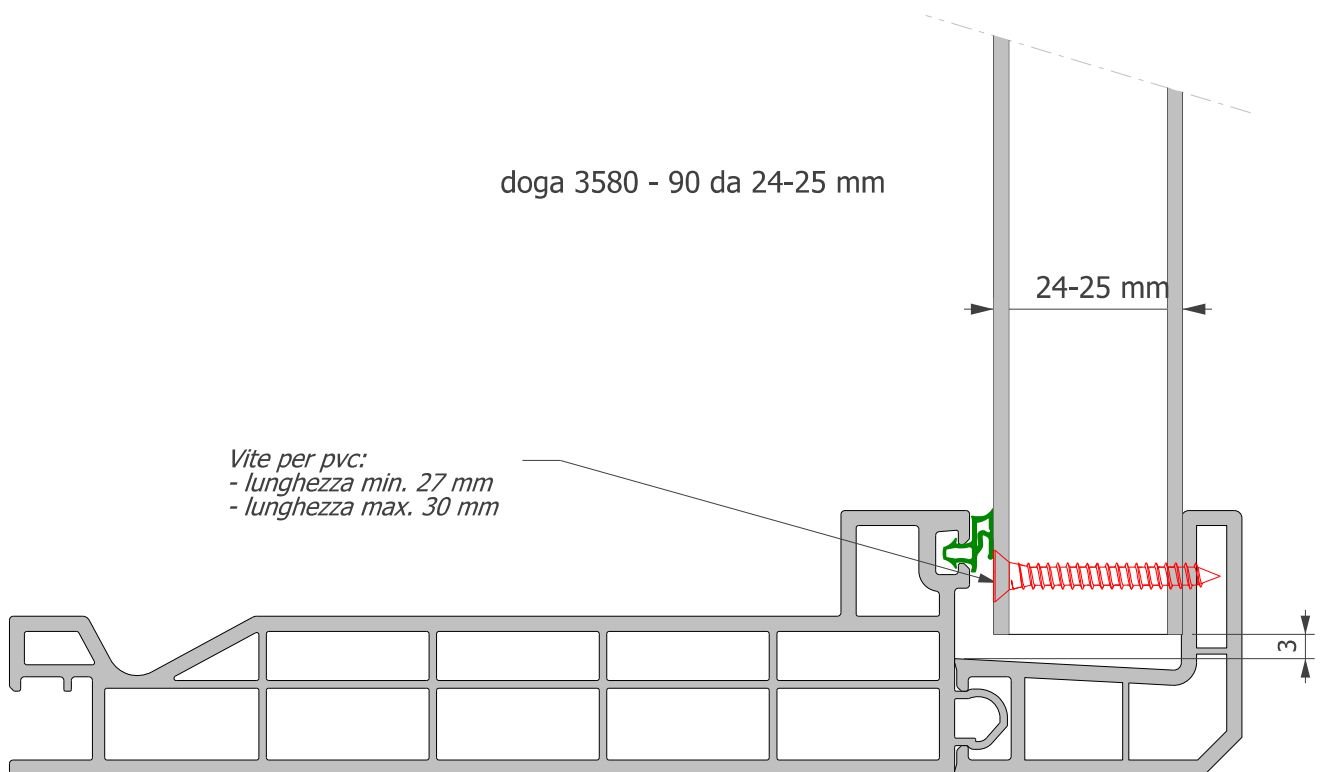 doga 3580 - 90 da 24-25 mm
24-25 mm
Vite per pvc:
- lunghezza min. 27 mm
- lunghezza max. 30 mm
3